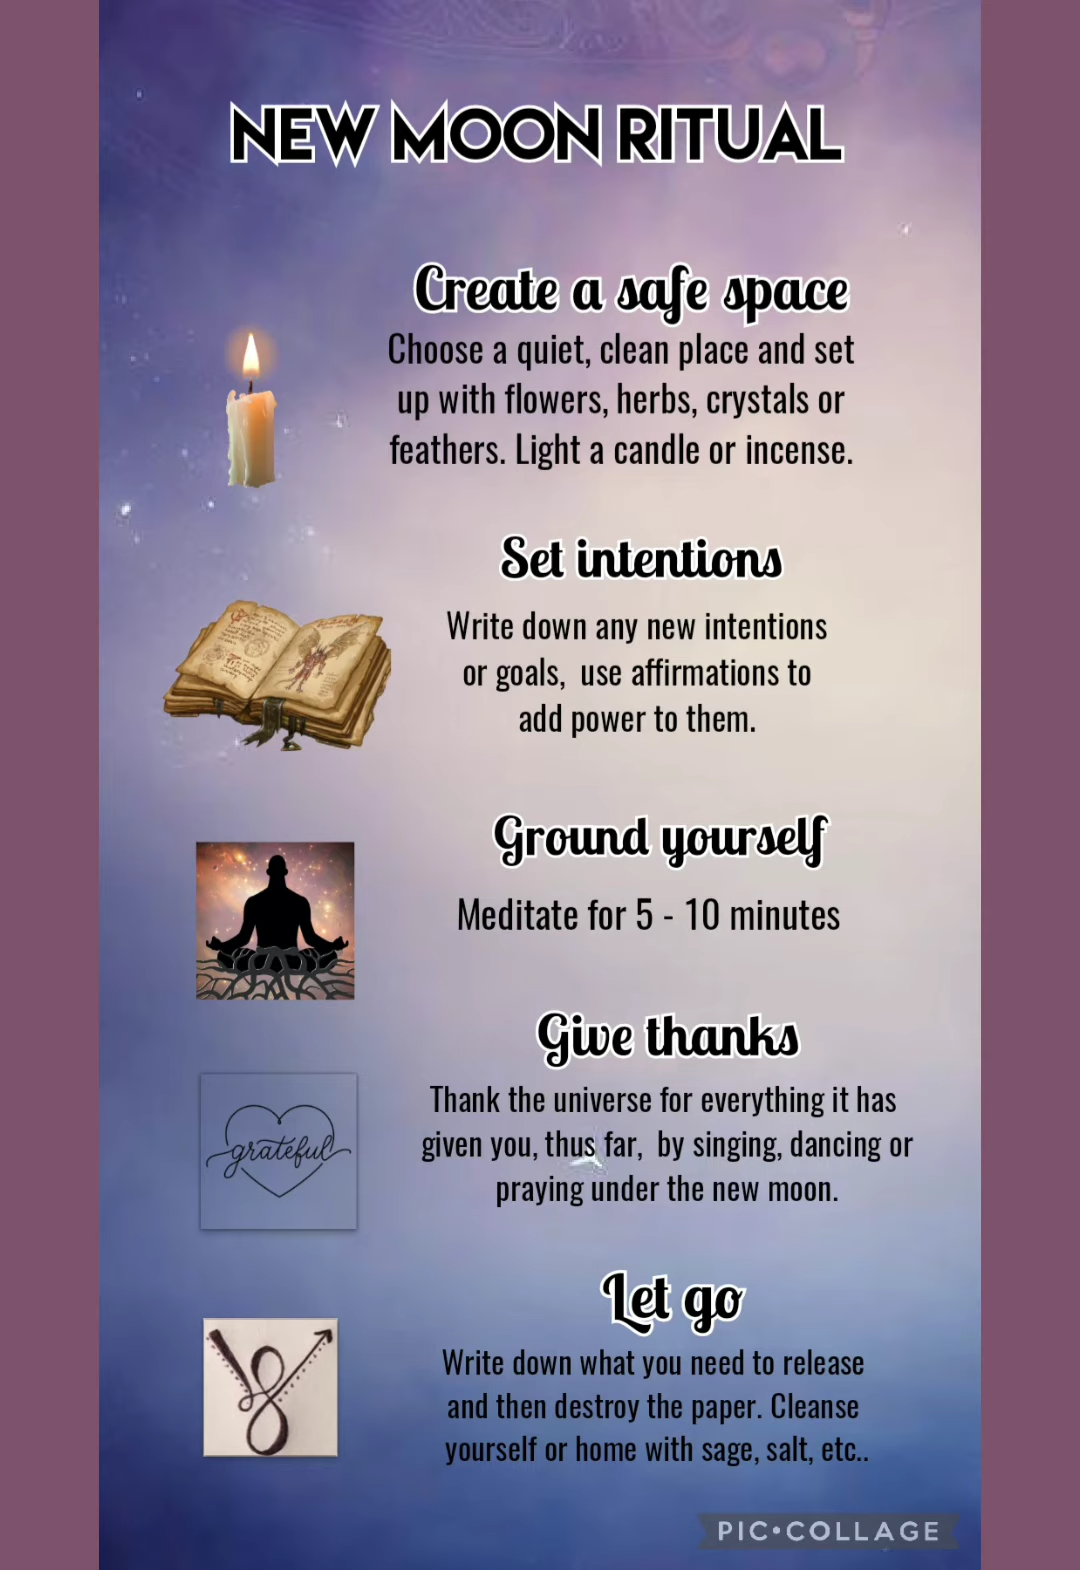 NEW MOON RITUAL
Create a safe space
Choose a quiet, clean place and set
up with flowers, herbs, crystals or
feathers. Light a candle or incense.
Set intentions
Write down any new intentions
or goals,  use affirmations to
add power to them.
Ground yourself
Meditate for 5 - 10 minutes
Give thanks
Thank the universe for everything it has
given you, thus far,  by singing, dancing or
praying under the new moon.
grateful
Let go
Write down what you need to release
and then destroy the paper. Cleanse
yourself or home with sage, salt, etc..
PIC•COLLAGE